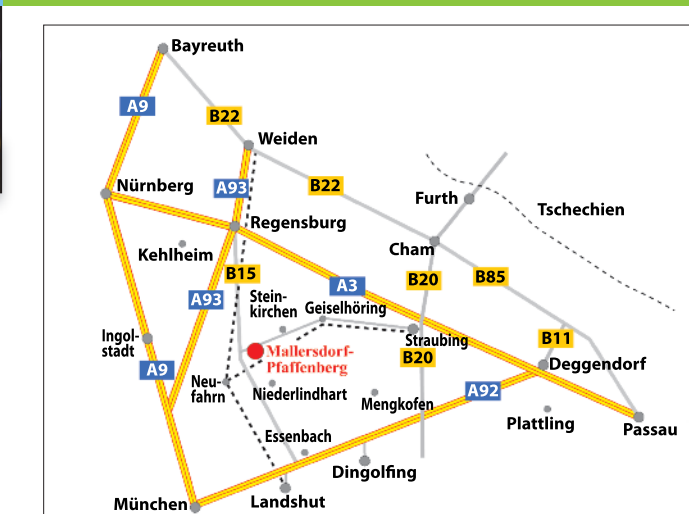 Bayreuth
A9
B22
Weiden
Nürnberg
A93
B22
Furth
Tschechien
Regensburg
Kehlheim
Cham
B15
A3
B20
B85
A93
Stein-
kirchen
Geiselhöring
Ingol-
stadt
Straubing
B11
Mallersdorf-
Pfaffenberg
B20
A9
Deggendorf
Neu-
fahrn
Niederlindhart
Mengkofen
A92
Plattling
Passau
Essenbach
Dingolfing
München
Landshut